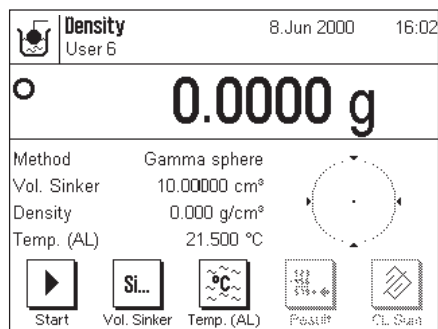 Density 8.Jun 2000 16:02
User 6
0.0000 g
Method Gamma sphere
Vol. Sinker 10.00000 cm³
Density 0.000 g/cm³
Temp. (AL) 21.500 °C
Si... °C
Start Vol. Sinker Temp. (AL) Result